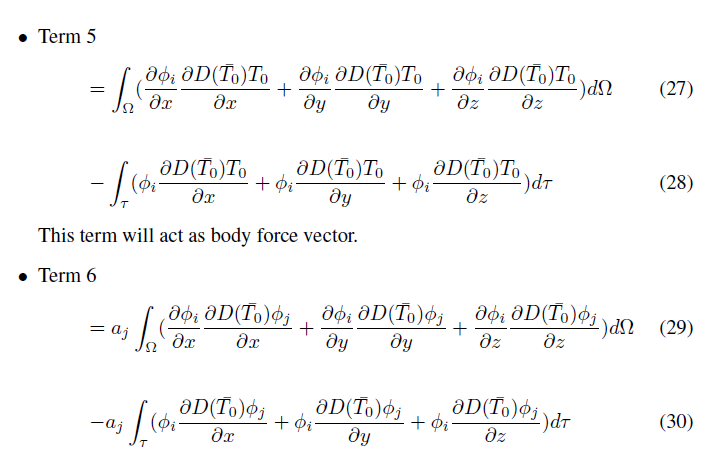 • Term 5
= ∫_Ω (∂ϕ_i/∂x ∂D(T̄_0)T_0/∂x + ∂ϕ_i/∂y ∂D(T̄_0)T_0/∂y + ∂ϕ_i/∂z ∂D(T̄_0)T_0/∂z)dΩ (27)
− ∫_τ (ϕ_i ∂D(T̄_0)T_0/∂x + ϕ_i ∂D(T̄_0)T_0/∂y + ϕ_i ∂D(T̄_0)T_0/∂z)dτ (28)
This term will act as body force vector.
• Term 6
= a_j ∫_Ω (∂ϕ_i/∂x ∂D(T̄_0)ϕ_j/∂x + ∂ϕ_i/∂y ∂D(T̄_0)ϕ_j/∂y + ∂ϕ_i/∂z ∂D(T̄_0)ϕ_j/∂z)dΩ (29)
−a_j ∫_τ (ϕ_i ∂D(T̄_0)ϕ_j/∂x + ϕ_i ∂D(T̄_0)ϕ_j/∂y + ϕ_i ∂D(T̄_0)ϕ_j/∂z)dτ (30)